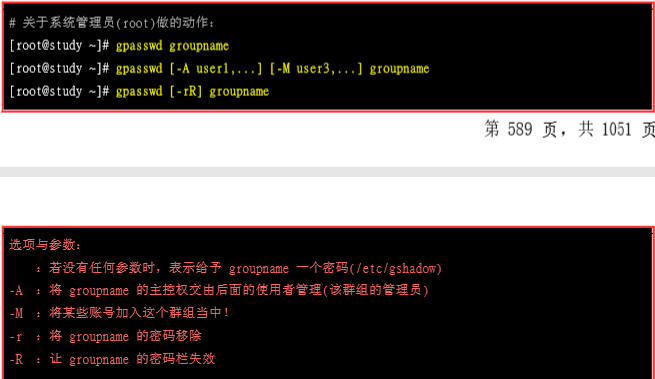 # 关于系统管理员(root)做的动作:
[root@study ~]# gpasswd groupname
[root@study ~]# gpasswd [-A user1,...] [-M user3,...] groupname
[root@study ~]# gpasswd [-rR] groupname
第 589 页，共 1051 页
选项与参数:
：若没有任何参数时，表示给予 groupname 一个密码(/etc/gshadow)
-A ：将 groupname 的主控权交由后面的使用者管理(该群组的管理员)
-M ：将某些账号加入这个群组当中!
-r ：将 groupname 的密码移除
-R ：让 groupname 的密码栏失效